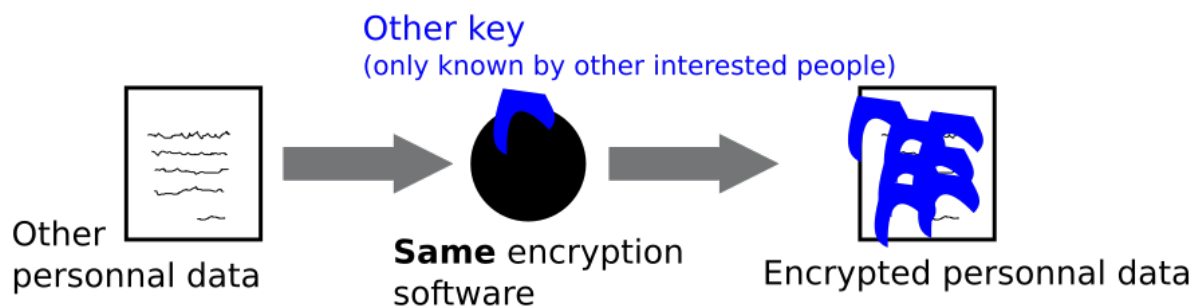 Other key
(only known by other interested people)
Other
personnal data
Same encryption
software
Encrypted personnal data